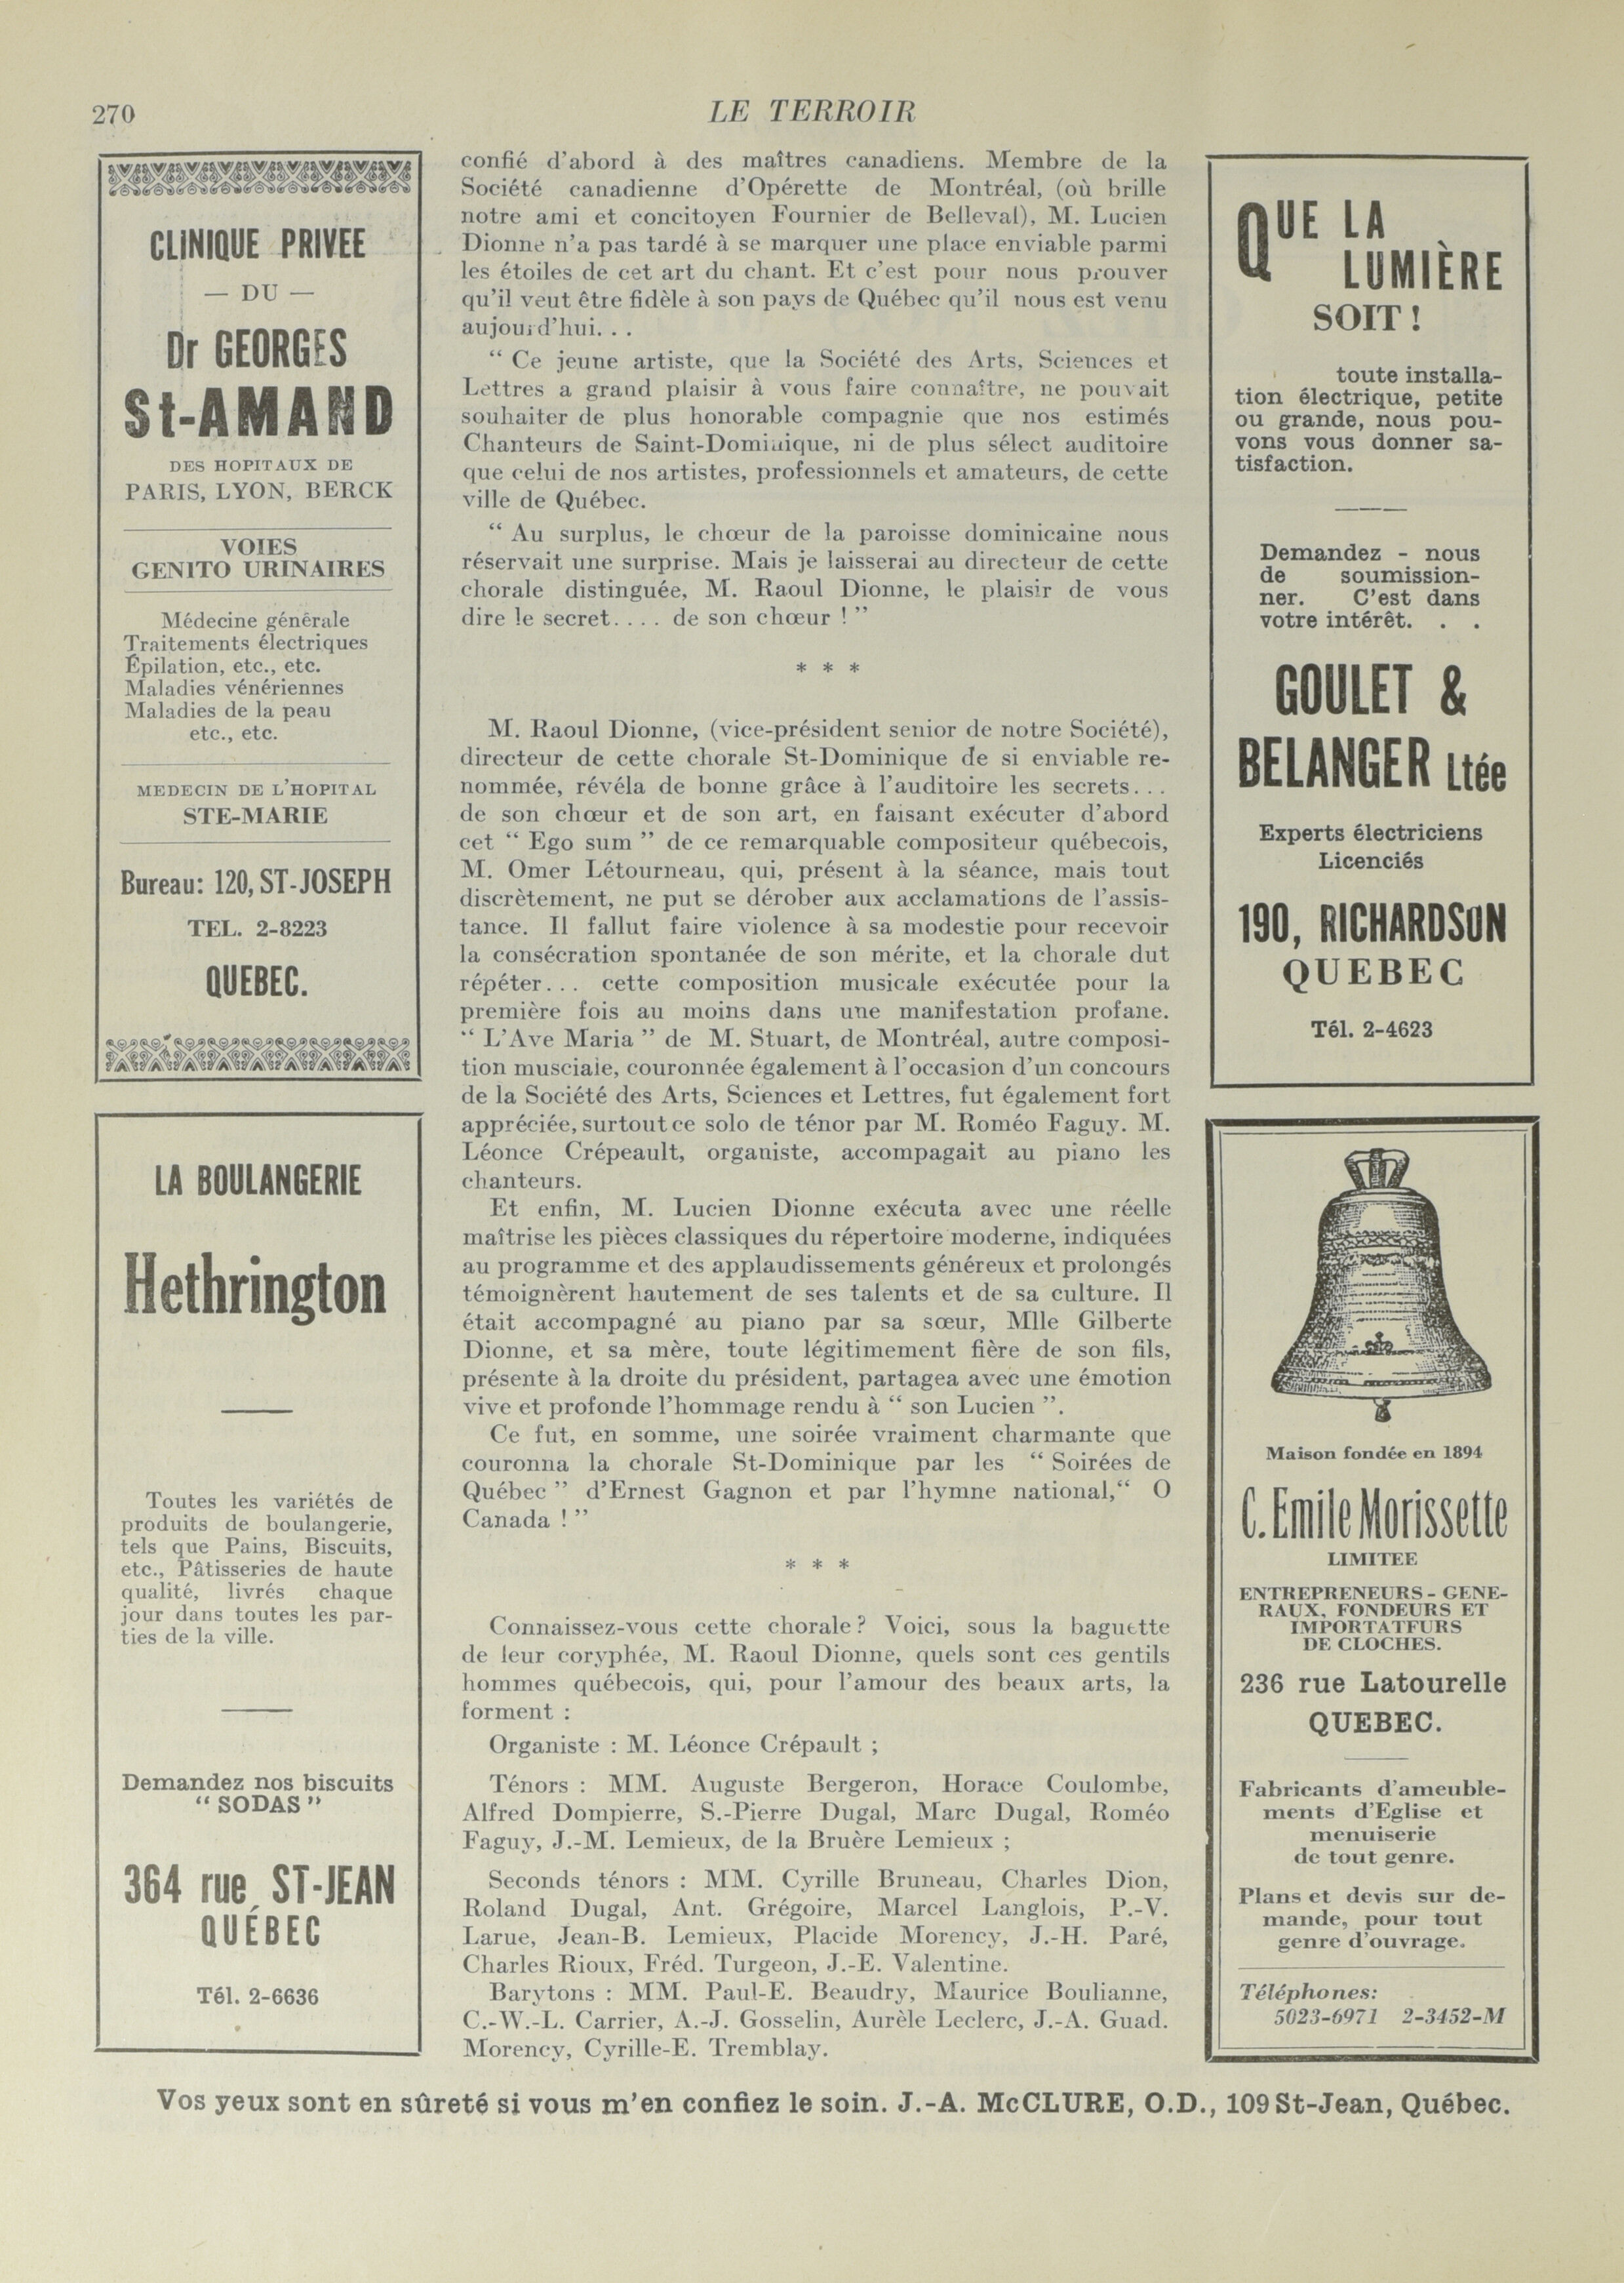 270
LE TERROIR
CLINIQUE PRIVEE
— DU —
Dr GEORGES
St-AMAND
DES HOPITAUX DE
PARIS, LYON, BERCK
VOIES
GENITO URINAIRES
Médecine générale
Traitements électriques
Épilation, etc., etc.
Maladies vénériennes
Maladies de la peau
etc., etc.
MEDECIN DE L'HOPITAL
STE-MARIE
Bureau: 120, ST-JOSEPH
TEL. 2-8223
QUEBEC.
LA BOULANGERIE
Hethrington
Toutes les variétés de
produits de boulangerie,
tels que Pains, Biscuits,
etc., Pâtisseries de haute
qualité, livrés chaque
jour dans toutes les par-
ties de la ville.
Demandez nos biscuits
“ SODAS ”
364 rue ST-JEAN
QUÉBEC
Tél. 2-6636
confié d'abord à des maîtres canadiens. Membre de la
Société canadienne d'Opérette de Montréal, (où brille
notre ami et concitoyen Fournier de Belleval), M. Lucien
Dionne n'a pas tardé à se marquer une place enviable parmi
les étoiles de cet art du chant. Et c'est pour nous prouver
qu'il veut être fidèle à son pays de Québec qu'il nous est venu
aujourd'hui. . .
“ Ce jeune artiste, que la Société des Arts, Sciences et
Lettres a grand plaisir à vous faire connaître, ne pouvait
souhaiter de plus honorable compagnie que nos estimés
Chanteurs de Saint-Dominique, ni de plus sélect auditoire
que celui de nos artistes, professionnels et amateurs, de cette
ville de Québec.
“ Au surplus, le chœur de la paroisse dominicaine nous
réservait une surprise. Mais je laisserai au directeur de cette
chorale distinguée, M. Raoul Dionne, le plaisir de vous
dire le secret. . . . de son chœur ! ”
* * *
M. Raoul Dionne, (vice-président senior de notre Société),
directeur de cette chorale St-Dominique de si enviable re-
nommée, révéla de bonne grâce à l'auditoire les secrets. . .
de son chœur et de son art, en faisant exécuter d'abord
cet “ Ego sum ” de ce remarquable compositeur québecois,
M. Omer Létourneau, qui, présent à la séance, mais tout
discrètement, ne put se dérober aux acclamations de l'assis-
tance. Il fallut faire violence à sa modestie pour recevoir
la consécration spontanée de son mérite, et la chorale dut
répéter. . . cette composition musicale exécutée pour la
première fois au moins dans une manifestation profane.
“ L'Ave Maria ” de M. Stuart, de Montréal, autre composi-
tion musciale, couronnée également à l'occasion d'un concours
de la Société des Arts, Sciences et Lettres, fut également fort
appréciée, surtout ce solo de ténor par M. Roméo Faguy. M.
Léonce Crépeault, organiste, accompagait au piano les
chanteurs.
Et enfin, M. Lucien Dionne exécuta avec une réelle
maîtrise les pièces classiques du répertoire moderne, indiquées
au programme et des applaudissements généreux et prolongés
témoignèrent hautement de ses talents et de sa culture. Il
était accompagné au piano par sa sœur, Mlle Gilberte
Dionne, et sa mère, toute légitimement fière de son fils,
présente à la droite du président, partagea avec une émotion
vive et profonde l'hommage rendu à “ son Lucien ”.
Ce fut, en somme, une soirée vraiment charmante que
couronna la chorale St-Dominique par les “ Soirées de
Québec ” d'Ernest Gagnon et par l'hymne national,“ O
Canada ! ”
* * *
Connaissez-vous cette chorale ? Voici, sous la baguette
de leur coryphée, M. Raoul Dionne, quels sont ces gentils
hommes québecois, qui, pour l'amour des beaux arts, la
forment :
Organiste : M. Léonce Crépault ;
Ténors : MM. Auguste Bergeron, Horace Coulombe,
Alfred Dompierre, S.-Pierre Dugal, Marc Dugal, Roméo
Faguy, J.-M. Lemieux, de la Bruère Lemieux ;
Seconds ténors : MM. Cyrille Bruneau, Charles Dion,
Roland Dugal, Ant. Grégoire, Marcel Langlois, P.-V.
Larue, Jean-B. Lemieux, Placide Morency, J.-H. Paré,
Charles Rioux, Fréd. Turgeon, J.-E. Valentine.
Barytons : MM. Paul-E. Beaudry, Maurice Boulianne,
C.-W.-L. Carrier, A.-J. Gosselin, Aurèle Leclerc, J.-A. Guad.
Morency, Cyrille-E. Tremblay.
QUE LA
LUMIÈRE
SOIT !
toute installa-
tion électrique, petite
ou grande, nous pou-
vons vous donner sa-
tisfaction.
Demandez - nous
de soumission-
ner. C'est dans
votre intérêt. . .
GOULET &
BELANGER Ltée
Experts électriciens
Licenciés
190, RICHARDSON
QUEBEC
Tél. 2-4623
Maison fondée en 1894
C. Emile Morissette
LIMITEE
ENTREPRENEURS - GENE-
RAUX, FONDEURS ET
IMPORTATEURS
DE CLOCHES.
236 rue Latourelle
QUEBEC.
Fabricants d'ameuble-
ments d'Eglise et
menuiserie
de tout genre.
Plans et devis sur de-
mande, pour tout
genre d'ouvrage.
Téléphones:
5023-6971 2-3452-M
Vos yeux sont en sûreté si vous m'en confiez le soin. J.-A. McCLURE, O.D., 109 St-Jean, Québec.